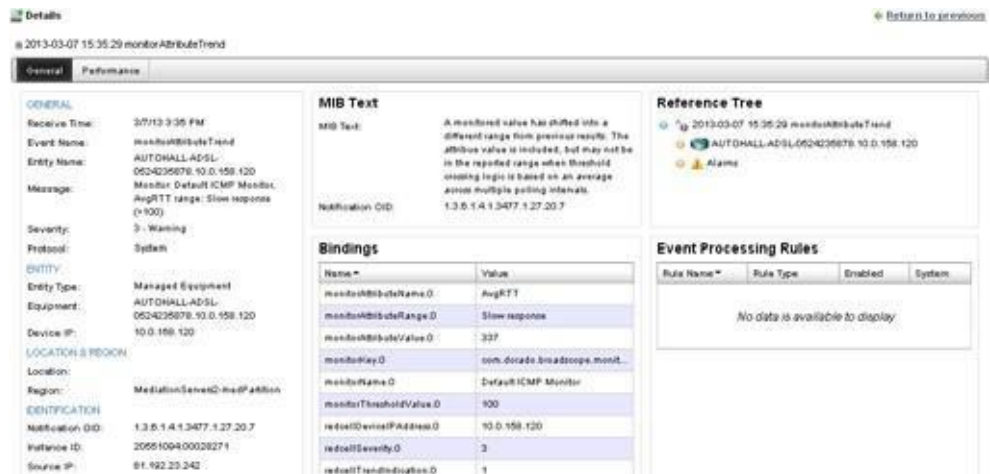 Details
Return to previous
2013-03-07 15:35:29 monitorAttributeTrend
General Performance
GENERAL
Receive Time: 3/7/13 3:35 PM
Event Name: monitorAttributeTrend
Entity Name: AUTOHALL-ADSL-
0524235878.10.0.158.120
Message: Monitor: Default ICMP Monitor,
AvgRTT range: Slow response
(>100)
Severity: 3 - Warning
Protocol: System
ENTITY
Entity Type: Managed Equipment
Equipment: AUTOHALL-ADSL-
0524235878.10.0.158.120
Device IP: 10.0.158.120
LOCATION & REGION
Location:
Region: MediationServer2-medPartition
IDENTIFICATION
Notification OID: 1.3.6.1.4.1.3477.1.27.20.7
Instance ID: 20551094:00028271
Source IP: 81.192.23.242
MIB Text
MIB Text: A monitored value has shifted into a
different range from previous results. The
attribue value is included, but may not be
in the reported range when threshold
crossing logic is based on an average
across multiple polling intervals.
Notification OID: 1.3.6.1.4.1.3477.1.27.20.7
Bindings
Name Value
monitorAttributeName.0 AvgRTT
monitorAttributeRange.0 Slow response
monitorAttributeValue.0 337
monitorKey.0 com.dorado.broadscope.monit...
monitorName.0 Default ICMP Monitor
monitorThresholdValue.0 100
redcellDeviceIPAddress.0 10.0.158.120
redcellSeverity.0 3
redcellTrendIndication.0 1
Reference Tree
2013-03-07 15:35:29 monitorAttributeTrend
AUTOHALL-ADSL-0524235878.10.0.158.120
Alarms
Event Processing Rules
Rule Name Rule Type Enabled System
No data is available to display